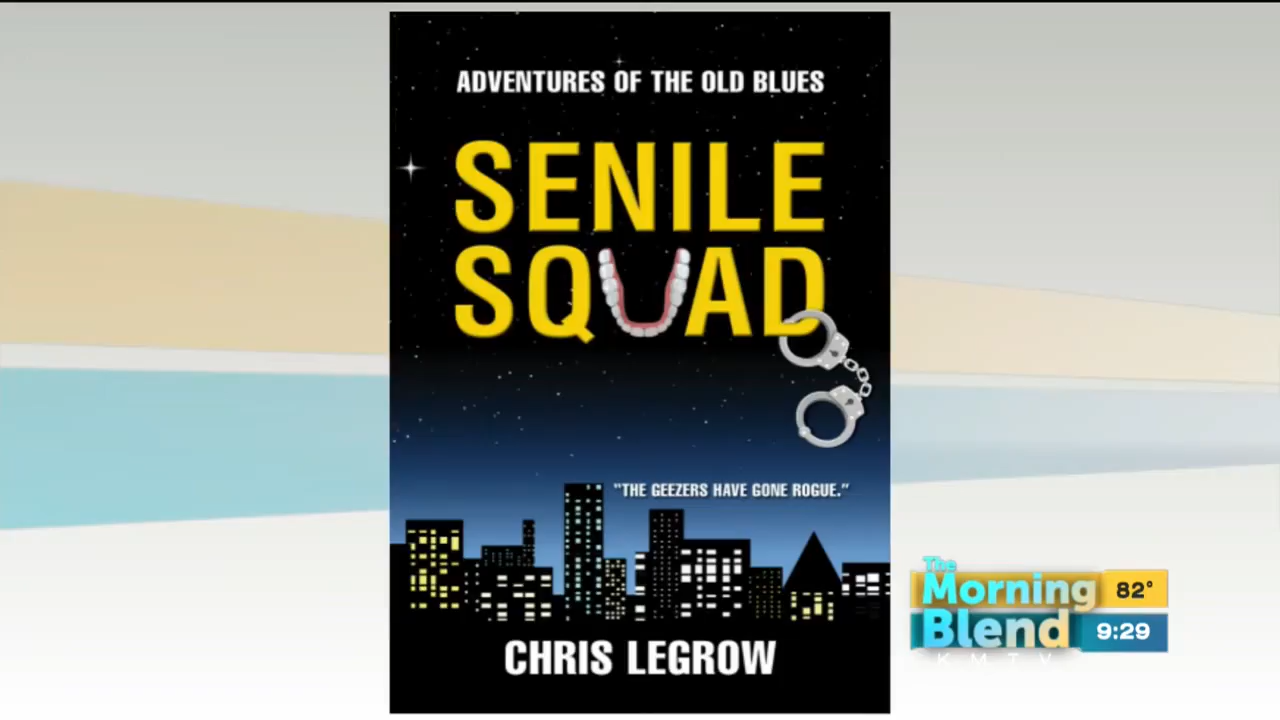 ADVENTURES OF THE OLD BLUES
SENILE
SQUAD
"THE GEEZERS HAVE GONE ROGUE."
CHRIS LEGROW
The
Morning 82°
Blend 9:29
KMTV